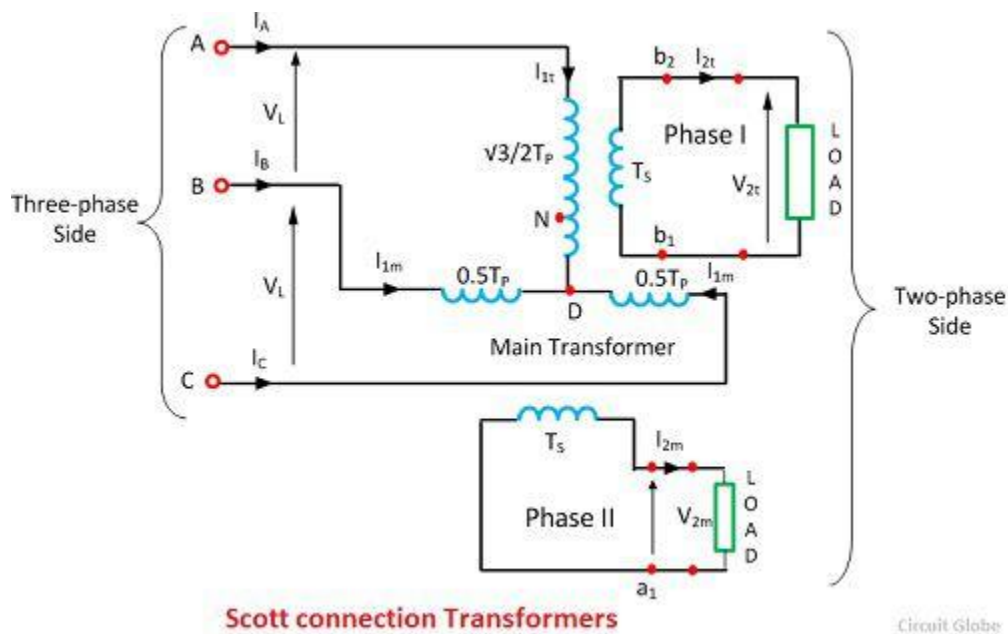 A
I_A
V_L
I_1t
√3/2T_P
N
B
I_B
Three-phase
Side
V_L
I_1m
0.5T_P
D
0.5T_P
I_1m
Main Transformer
C
I_C
b_2
I_2t
Phase I
T_S
V_2t
LOAD
b_1
Two-phase
Side
T_S
I_2m
Phase II
V_2m
LOAD
a_1
Scott connection Transformers
Circuit Globe